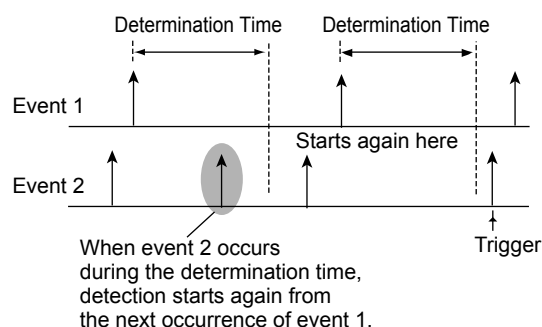 Determination Time Determination Time
Event 1
Starts again here
Event 2
When event 2 occurs
during the determination time,
detection starts again from
the next occurrence of event 1.
Trigger